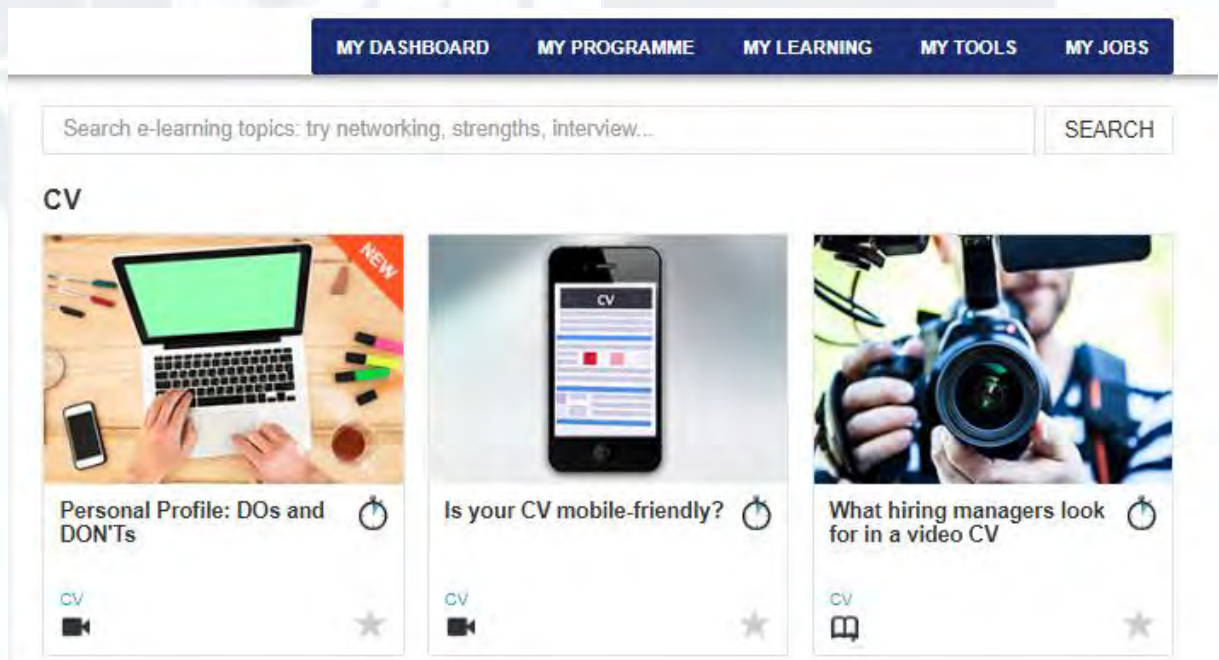 MY DASHBOARD MY PROGRAMME MY LEARNING MY TOOLS MY JOBS
Search e-learning topics: try networking, strengths, interview...
SEARCH
CV
NEW
CV
Personal Profile: DOs and
DON'Ts
CV
Is your CV mobile-friendly?
CV
What hiring managers look
for in a video CV
CV